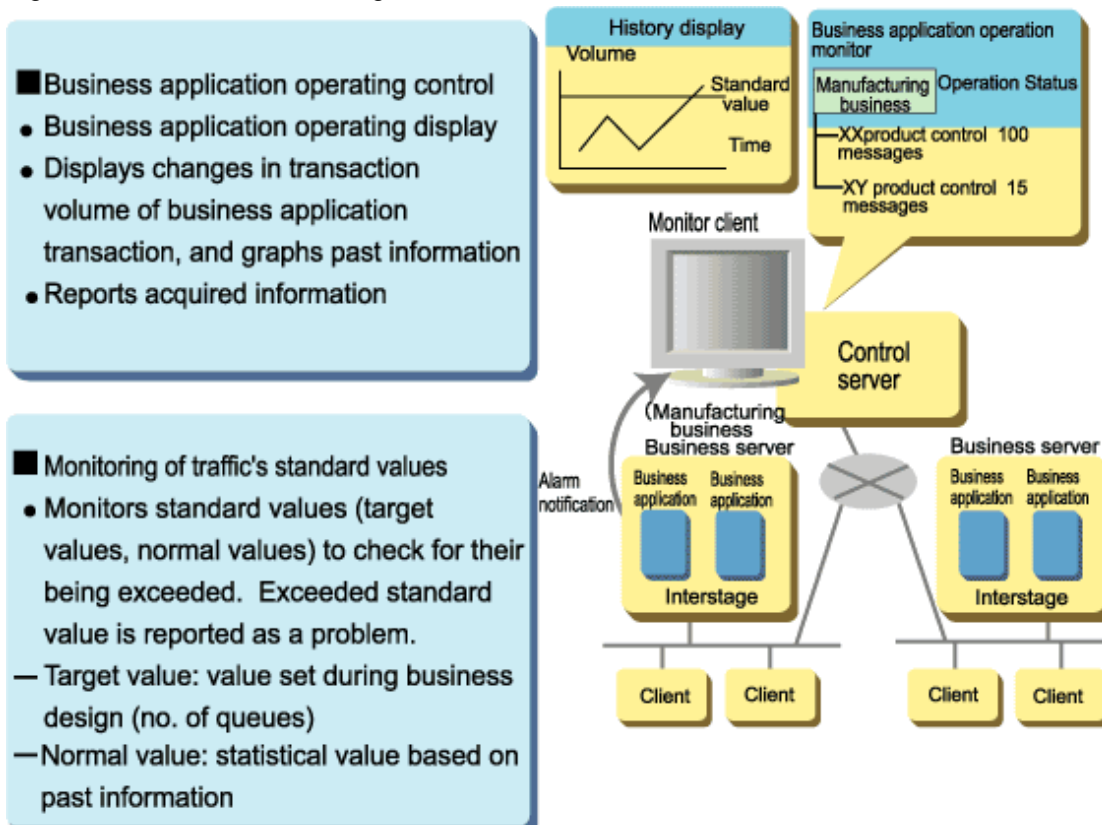 ■Business application operating control
● Business application operating display
● Displays changes in transaction
volume of business application
transaction, and graphs past information
● Reports acquired information
■ Monitoring of traffic's standard values
● Monitors standard values (target
values, normal values) to check for their
being exceeded. Exceeded standard
value is reported as a problem.
— Target value: value set during business
design (no. of queues)
—Normal value: statistical value based on
past information
History display
Volume
Standard
value
Time
Business application operation
monitor
Manufacturing
business
Operation Status
XXproduct control 100
messages
XY product control 15
messages
Monitor client
Control
server
(Manufacturing
business
Business server
Alarm
notification
Business
application
Business
application
Interstage
Business server
Business
application
Business
application
Interstage
Client
Client
Client
Client